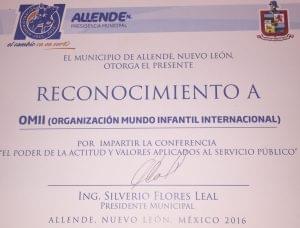 ALLENDE N.L.
PRESIDENCIA MUNICIPAL
el cambio va en serio
EL MUNICIPIO DE ALLENDE, NUEVO LEÓN,
OTORGA EL PRESENTE
RECONOCIMIENTO A
OMII (ORGANIZACIÓN MUNDO INFANTIL INTERNACIONAL)
POR IMPARTIR LA CONFERENCIA
"EL PODER DE LA ACTITUD Y VALORES APLICADOS AL SERVICIO PÚBLICO"
ING. SILVERIO FLORES LEAL
PRESIDENTE MUNICIPAL
ALLENDE, NUEVO LEÓN, MÉXICO 2016